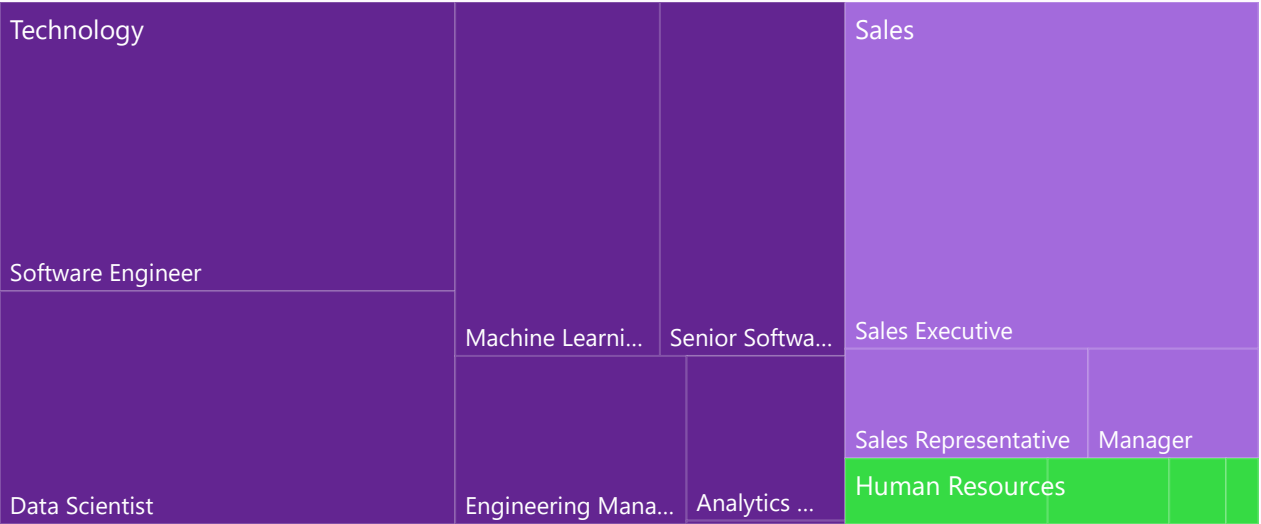 Technology
Software Engineer
Data Scientist
Machine Learni...
Senior Softwa...
Engineering Mana...
Analytics ...
Sales
Sales Executive
Sales Representative
Manager
Human Resources